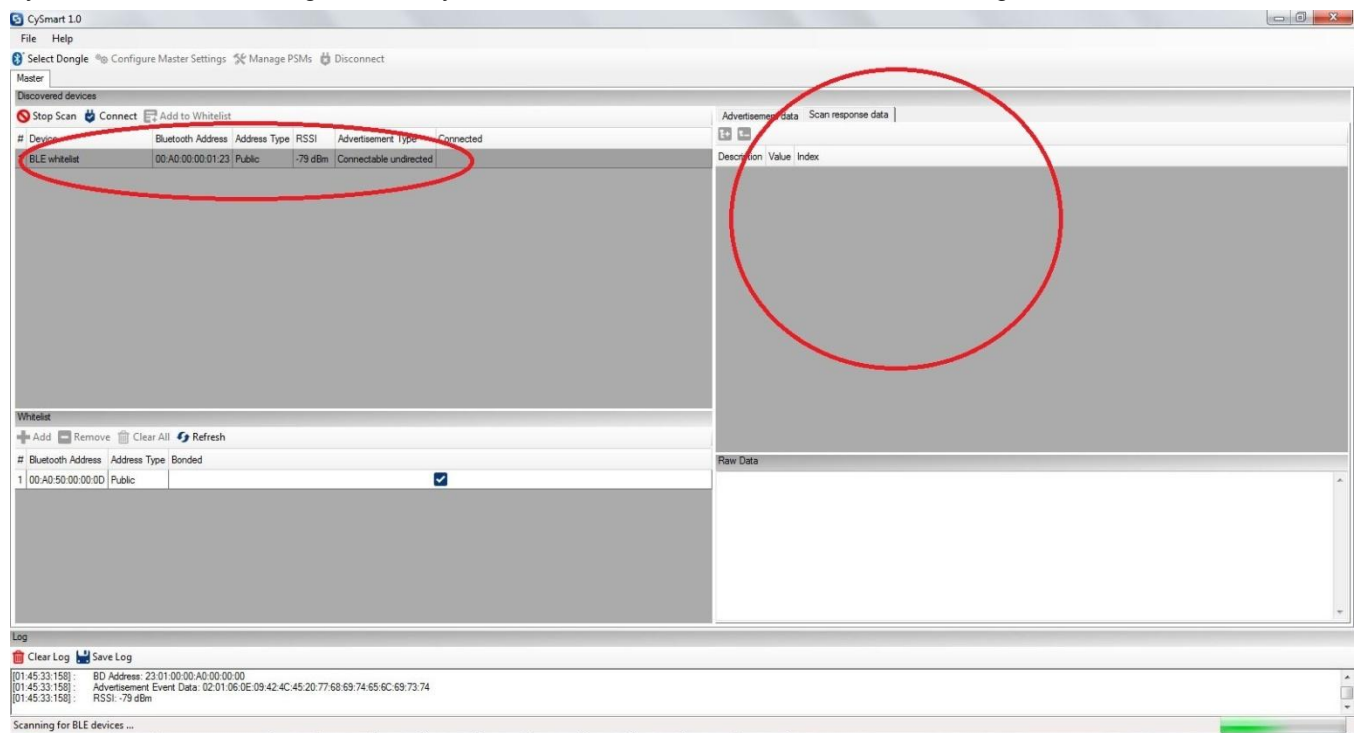 CySmart 1.0
File Help
Select Dongle Configure Master Settings Manage PSMs Disconnect
Master
Discovered devices
Stop Scan Connect Add to Whitelist
# Device Bluetooth Address Address Type RSSI Advertisement Type Connected
BLE whitelist 00:A0:00:00:01:23 Public -79 dBm Connectable undirected
Advertisement data Scan response data
Description Value Index
Whitelist
Add Remove Clear All Refresh
# Bluetooth Address Address Type Bonded
1 00:A0:50:00:00:0D Public
Raw Data
Log
Clear Log Save Log
[01:45:33:158] : BD Address: 23:01:00:00:A0:00:00:00
[01:45:33:158] : Advertisement Event Data: 02:01:06:0E:09:42:4C:45:20:77:68:69:74:65:6C:69:73:74
[01:45:33:158] : RSSI: -79 dBm
Scanning for BLE devices ...